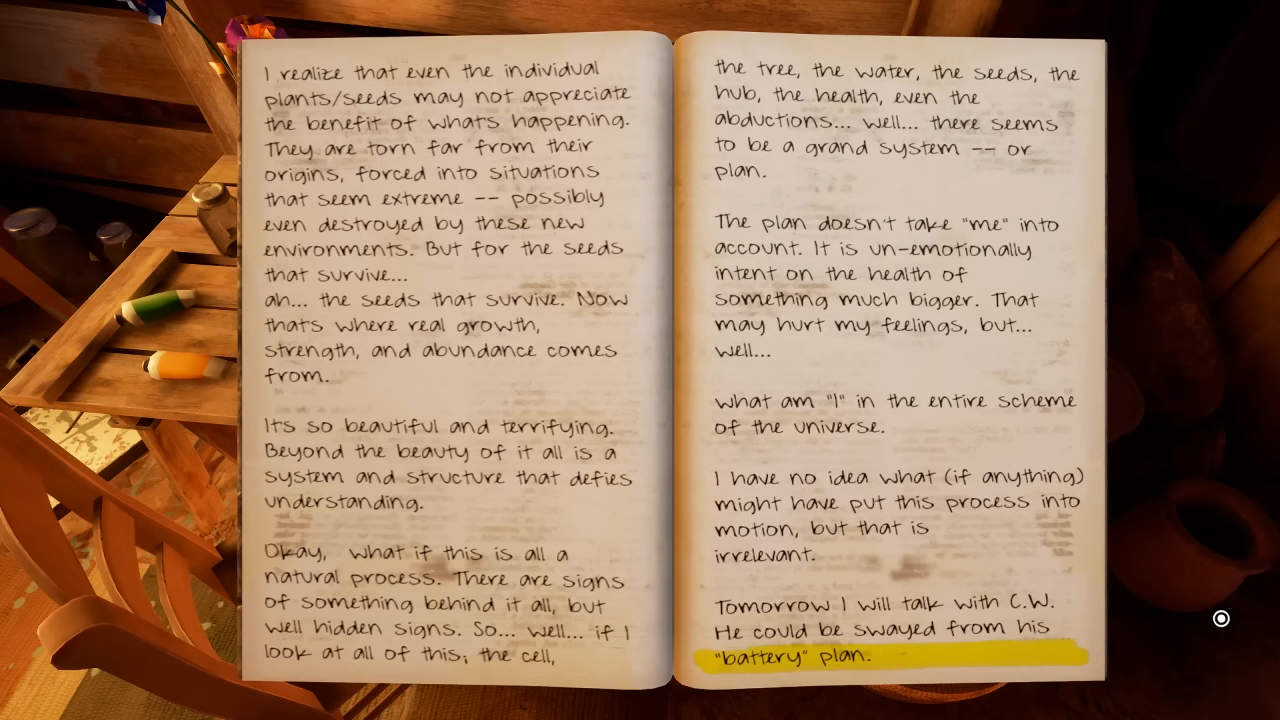 I realize that even the individual
plants/seeds may not appreciate
the benefit of whats happening.
They are torn far from their
origins, forced into situations
that seem extreme -- possibly
even destroyed by these new
environments. But for the seeds
that survive...
ah... the seeds that survive. Now
thats where real growth,
strength, and abundance comes
from.
Its so beautiful and terrifying.
Beyond the beauty of it all is a
system and structure that defies
understanding.
Okay, what if this is all a
natural process. There are signs
of something behind it all, but
well hidden signs. So... well... if I
look at all of this; the cell,
the tree, the water, the seeds, the
hub, the health, even the
abductions... well... there seems
to be a grand system -- or
plan.
The plan doesn't take "me" into
account. It is un-emotionally
intent on the health of
something much bigger. That
may hurt my feelings, but...
well...
what am "I" in the entire scheme
of the universe.
I have no idea what (if anything)
might have put this process into
motion, but that is
irrelevant.
Tomorrow I will talk with C.W.
He could be swayed from his
"battery" plan.